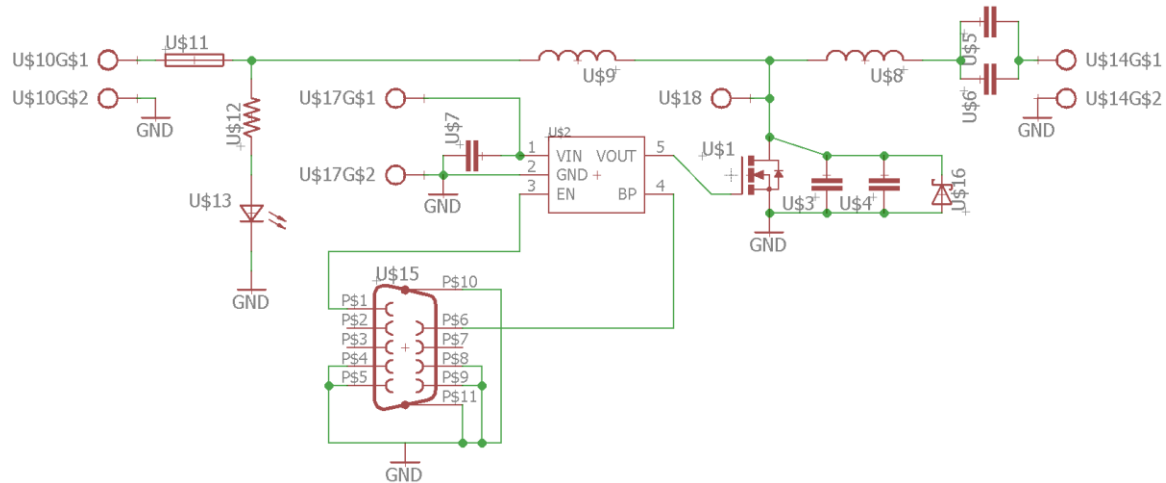 U$10G$1
U$11
U$9
U$8
U$5
U$6
U$14G$1
U$10G$2
GND
U$12
U$17G$1
U$18
U$14G$2
GND
U$7
U$2
U$1
1 VIN VOUT 5
U$17G$2
2 GND
3 EN BP 4
GND
U$13
U$3
U$4
U$16
GND
GND
U$15
P$10
P$1
P$2
P$6
P$3
P$7
P$4
P$8
P$5
P$9
P$11
GND